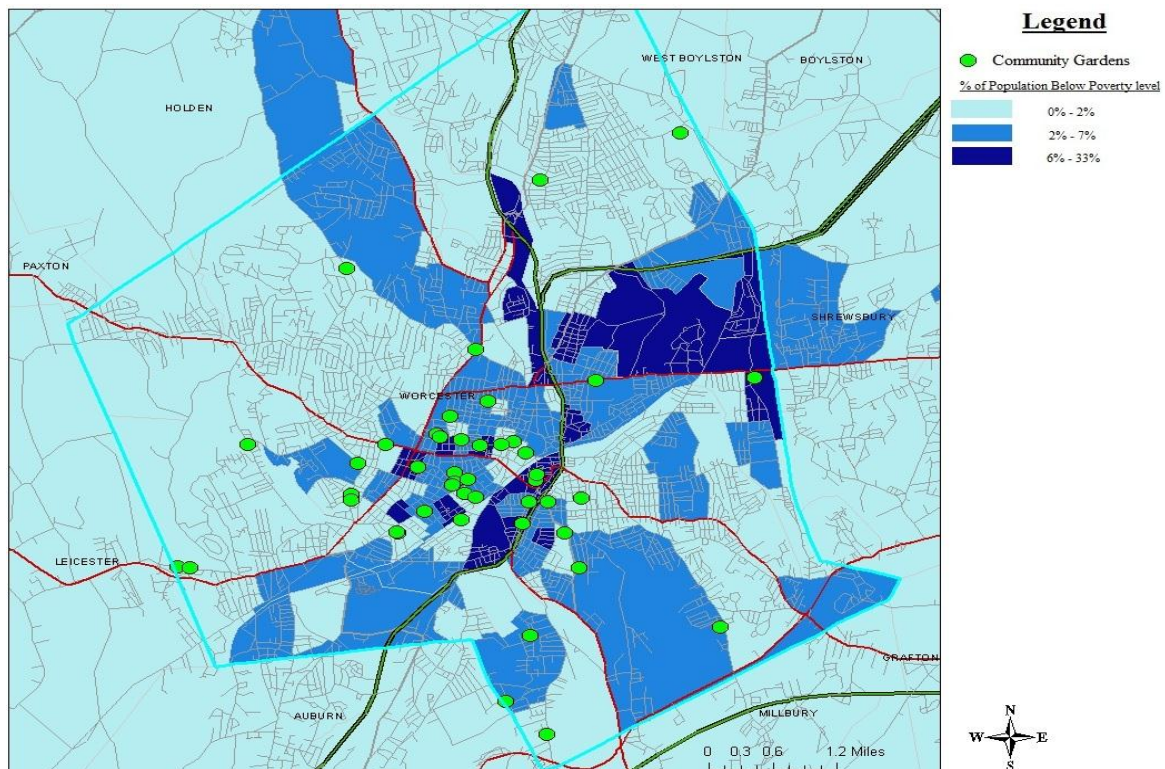 Legend
Community Gardens
% of Population Below Poverty level
0% - 2%
2% - 7%
6% - 33%
WEST BOYLSTON
BOYLSTON
HOLDEN
PAXTON
SHREWSBURY
WORCESTER
LEICESTER
GRAFTON
AUBURN
MILLBURY
0 0.3 0.6 1.2 Miles
N
W E
S